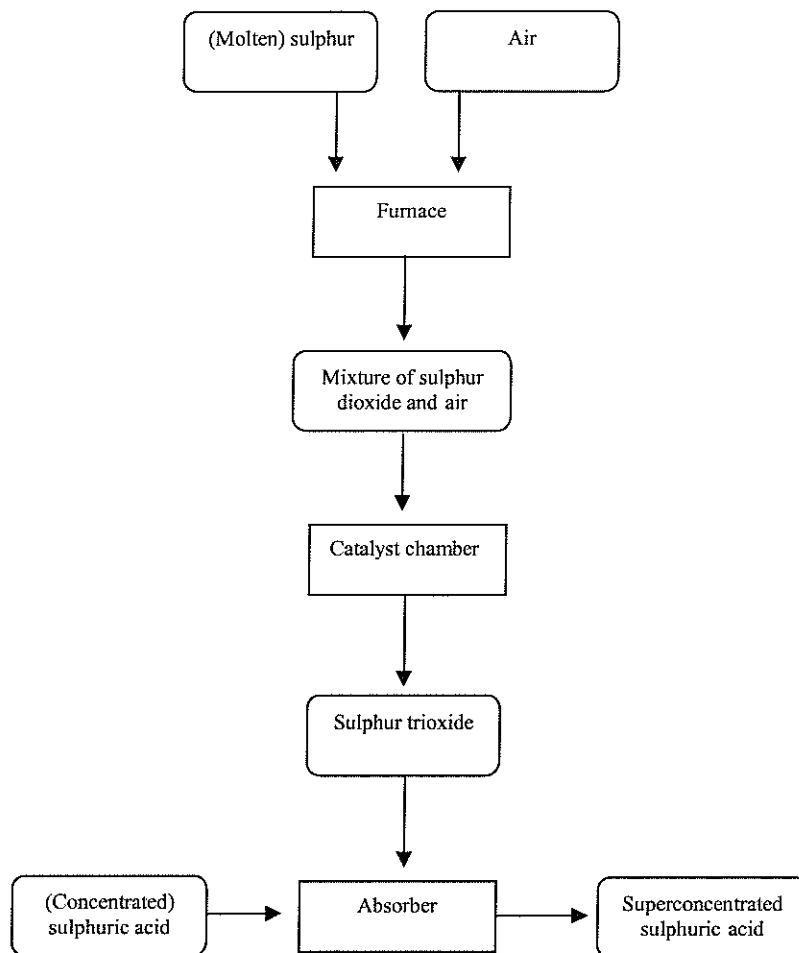 (Molten) sulphur
Air
Furnace
Mixture of sulphur
dioxide and air
Catalyst chamber
Sulphur trioxide
(Concentrated)
sulphuric acid
Absorber
Superconcentrated
sulphuric acid